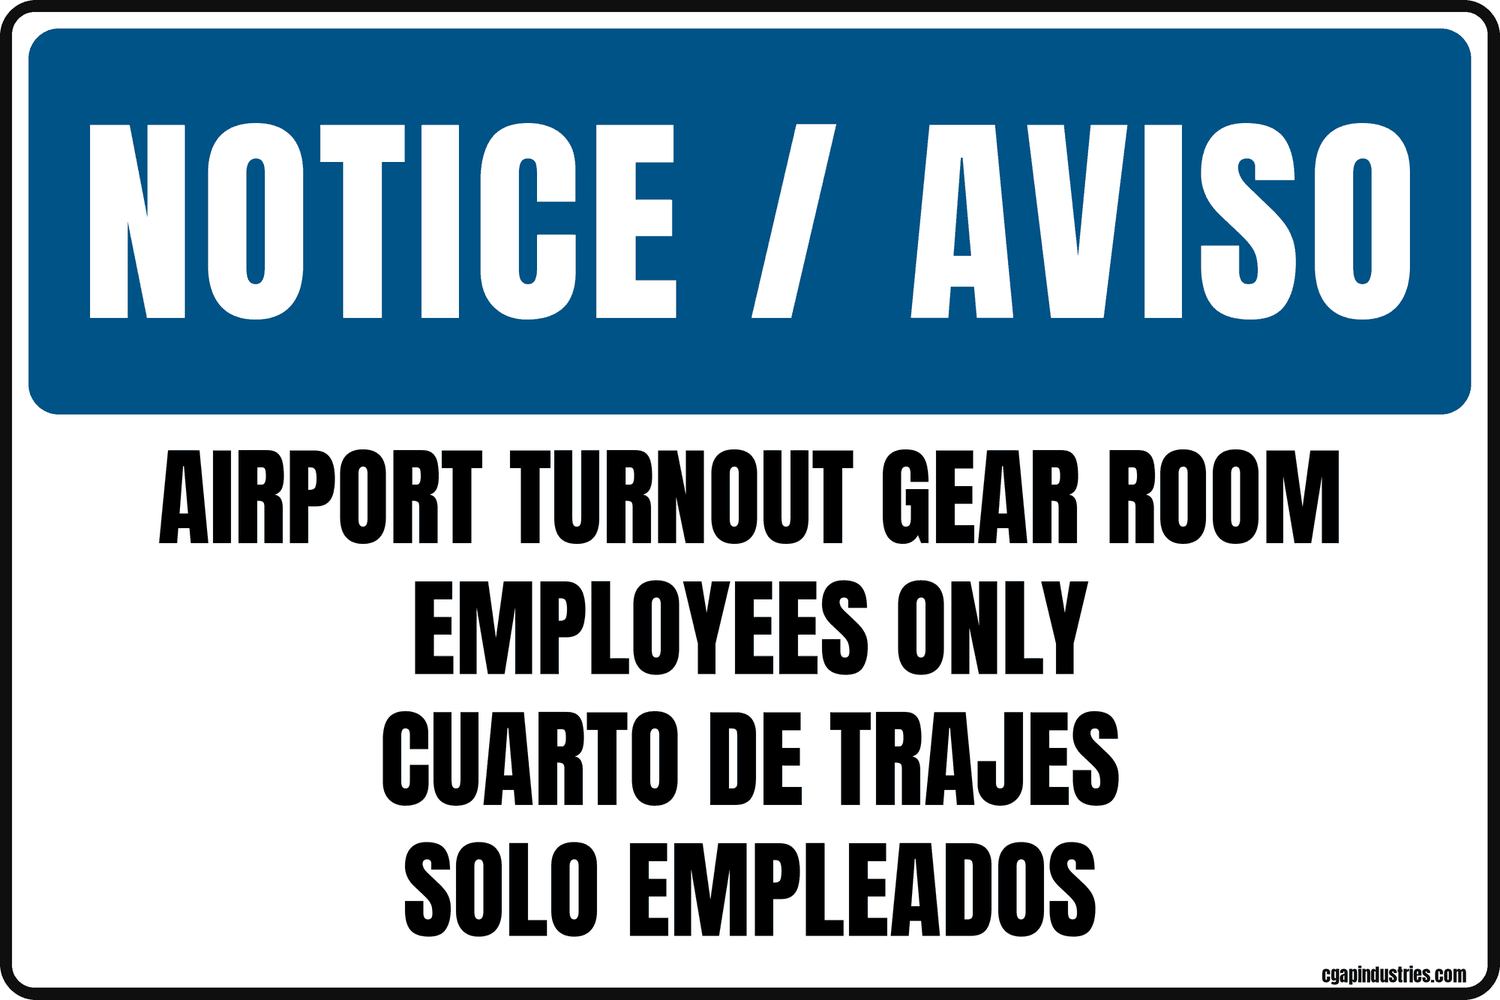 NOTICE / AVISO
AIRPORT TURNOUT GEAR ROOM
EMPLOYEES ONLY
CUARTO DE TRAJES
SOLO EMPLEADOS
cgapindustries.com